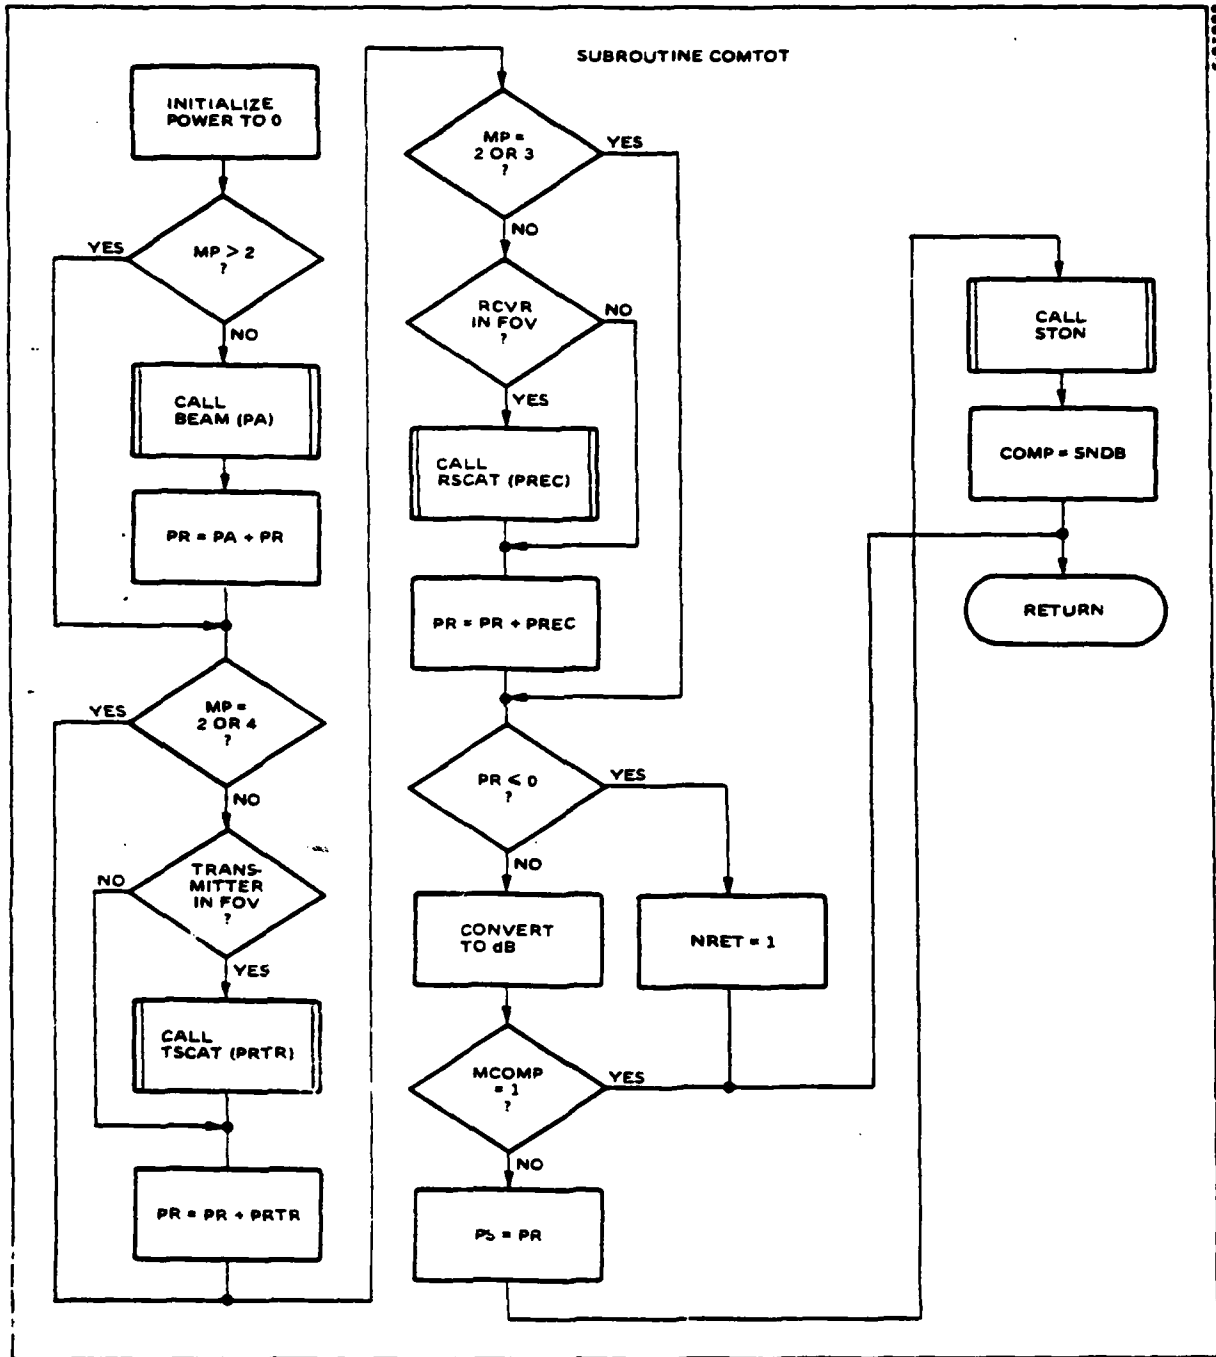 SUBROUTINE COMTOT
INITIALIZE
POWER TO 0
MP > 2
?
YES
NO
CALL
BEAM (PA)
PR = PA + PR
MP =
2 OR 4
?
YES
NO
TRANS-
MITTER
IN FOV
?
NO
YES
CALL
TSCAT (PRTR)
PR = PR + PRTR
MP =
2 OR 3
?
YES
NO
RCVR
IN FOV
?
NO
YES
CALL
RSCAT (PREC)
PR = PR + PREC
PR ≤ 0
?
YES
NO
CONVERT
TO dB
NRET = 1
MCOMP
= 1
?
YES
NO
PS = PR
CALL
STON
COMP = SNDB
RETURN